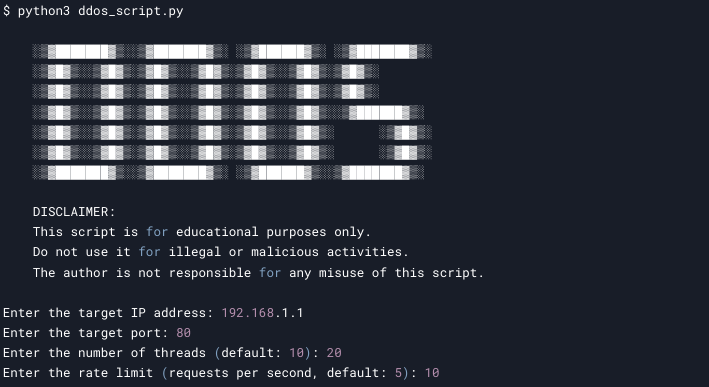 $ python3 ddos_script.py
DDOS
DISCLAIMER:
This script is for educational purposes only.
Do not use it for illegal or malicious activities.
The author is not responsible for any misuse of this script.
Enter the target IP address: 192.168.1.1
Enter the target port: 80
Enter the number of threads (default: 10): 20
Enter the rate limit (requests per second, default: 5): 10